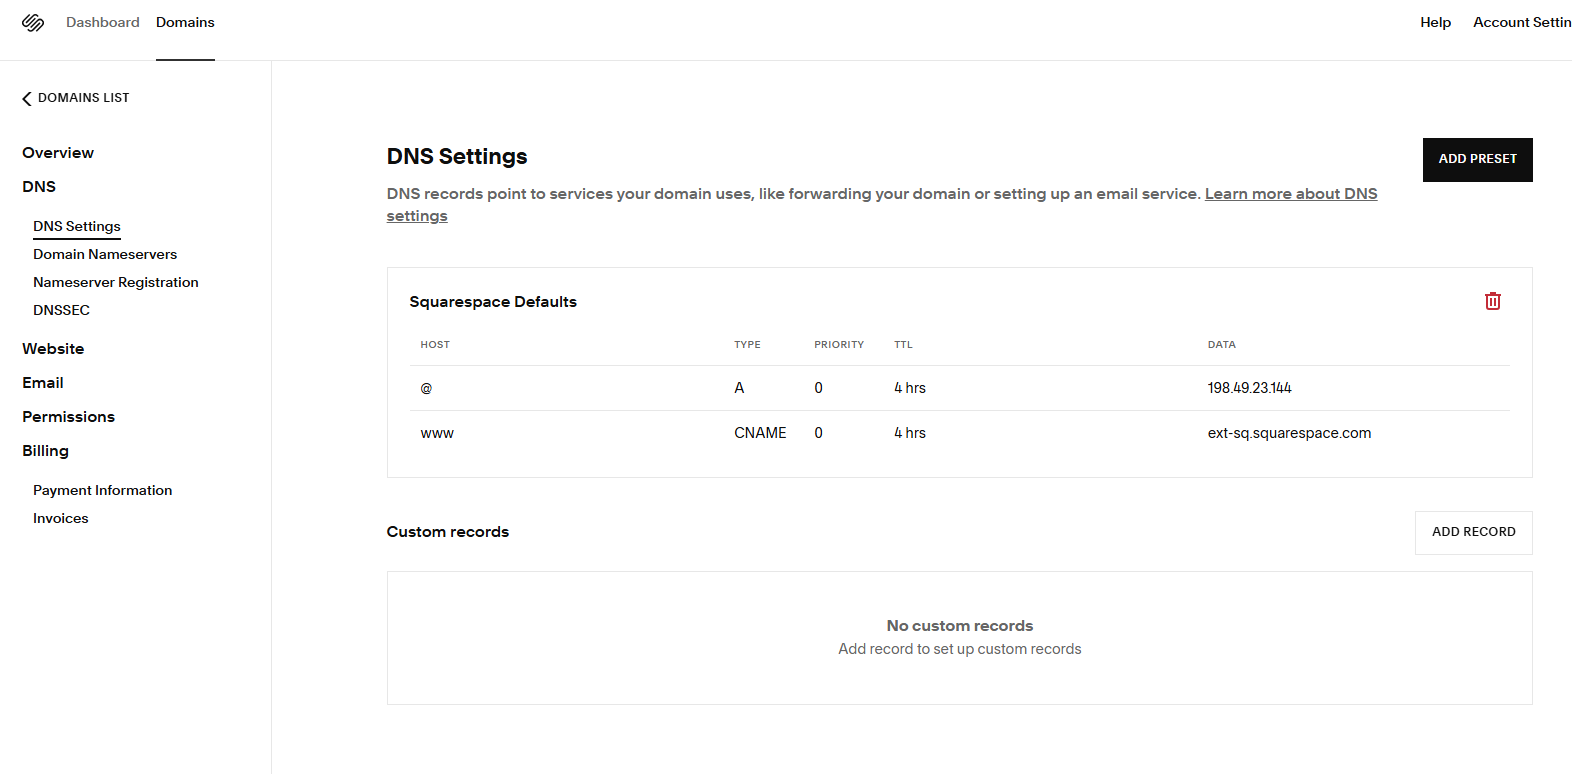 Dashboard Domains Help Account Settin
DOMAINS LIST
Overview
DNS
DNS Settings
Domain Nameservers
Nameserver Registration
DNSSEC
Website
Email
Permissions
Billing
Payment Information
Invoices
DNS Settings
ADD PRESET
DNS records point to services your domain uses, like forwarding your domain or setting up an email service. Learn more about DNS
settings
Squarespace Defaults
HOST TYPE PRIORITY TTL DATA
@ A 0 4 hrs 198.49.23.144
www CNAME 0 4 hrs ext-sq.squarespace.com
Custom records
ADD RECORD
No custom records
Add record to set up custom records